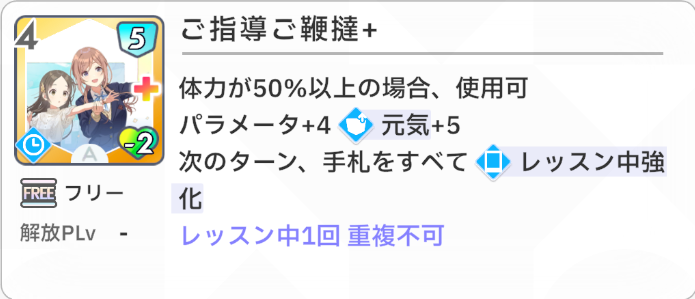 ご指導ご鞭撻+
4
5
-2
A
体力が50%以上の場合、使用可
パラメータ+4 元気+5
次のターン、手札をすべて レッスン中強
化
レッスン中1回 重複不可
FREE フリー
解放PLv -